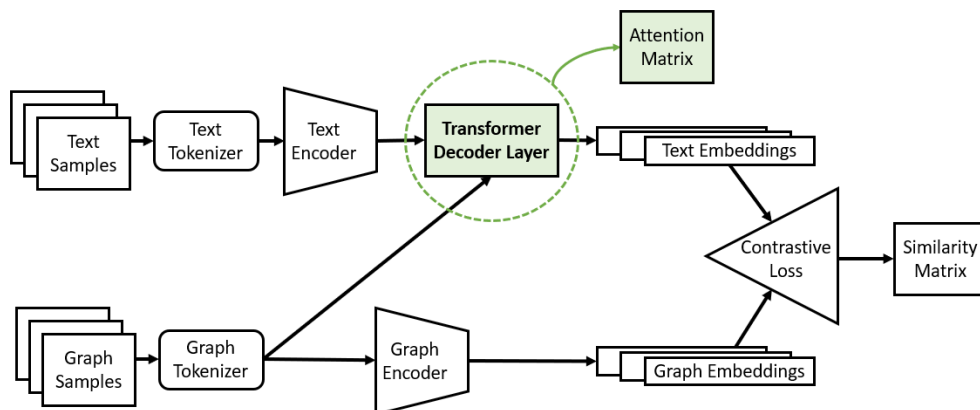 Attention
Matrix
Text
Samples
Text
Tokenizer
Text
Encoder
Transformer
Decoder Layer
Text Embeddings
Contrastive
Loss
Similarity
Matrix
Graph
Samples
Graph
Tokenizer
Graph
Encoder
Graph Embeddings